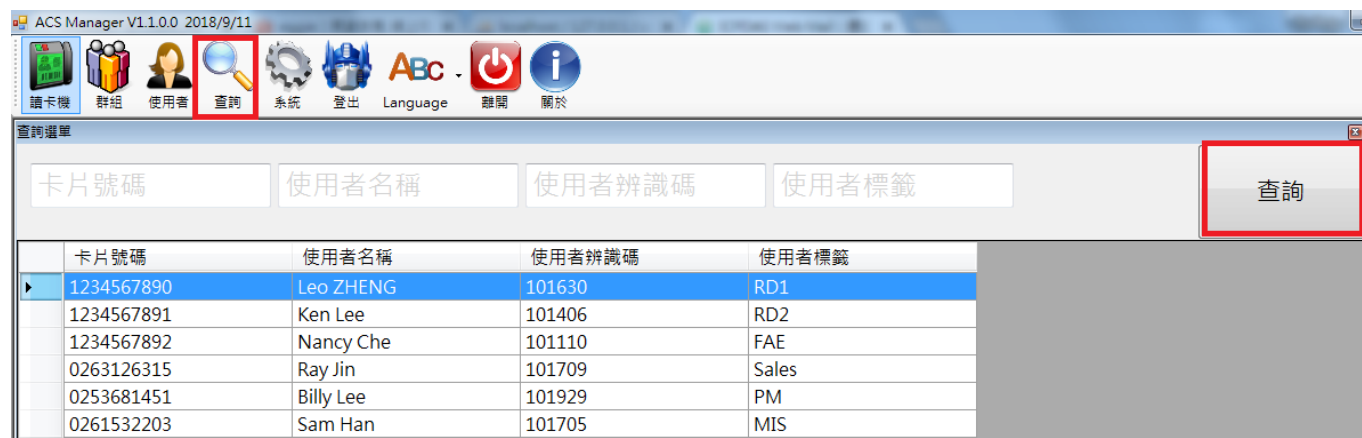 ACS Manager V1.1.0.0 2018/9/11
讀卡機 群組 使用者 查詢 系統 登出 ABC Language 離開 關於
查詢選單
卡片號碼 使用者名稱 使用者辨識碼 使用者標籤 查詢
卡片號碼 使用者名稱 使用者辨識碼 使用者標籤
1234567890 Leo ZHENG 101630 RD1
1234567891 Ken Lee 101406 RD2
1234567892 Nancy Che 101110 FAE
0263126315 Ray Jin 101709 Sales
0253681451 Billy Lee 101929 PM
0261532203 Sam Han 101705 MIS